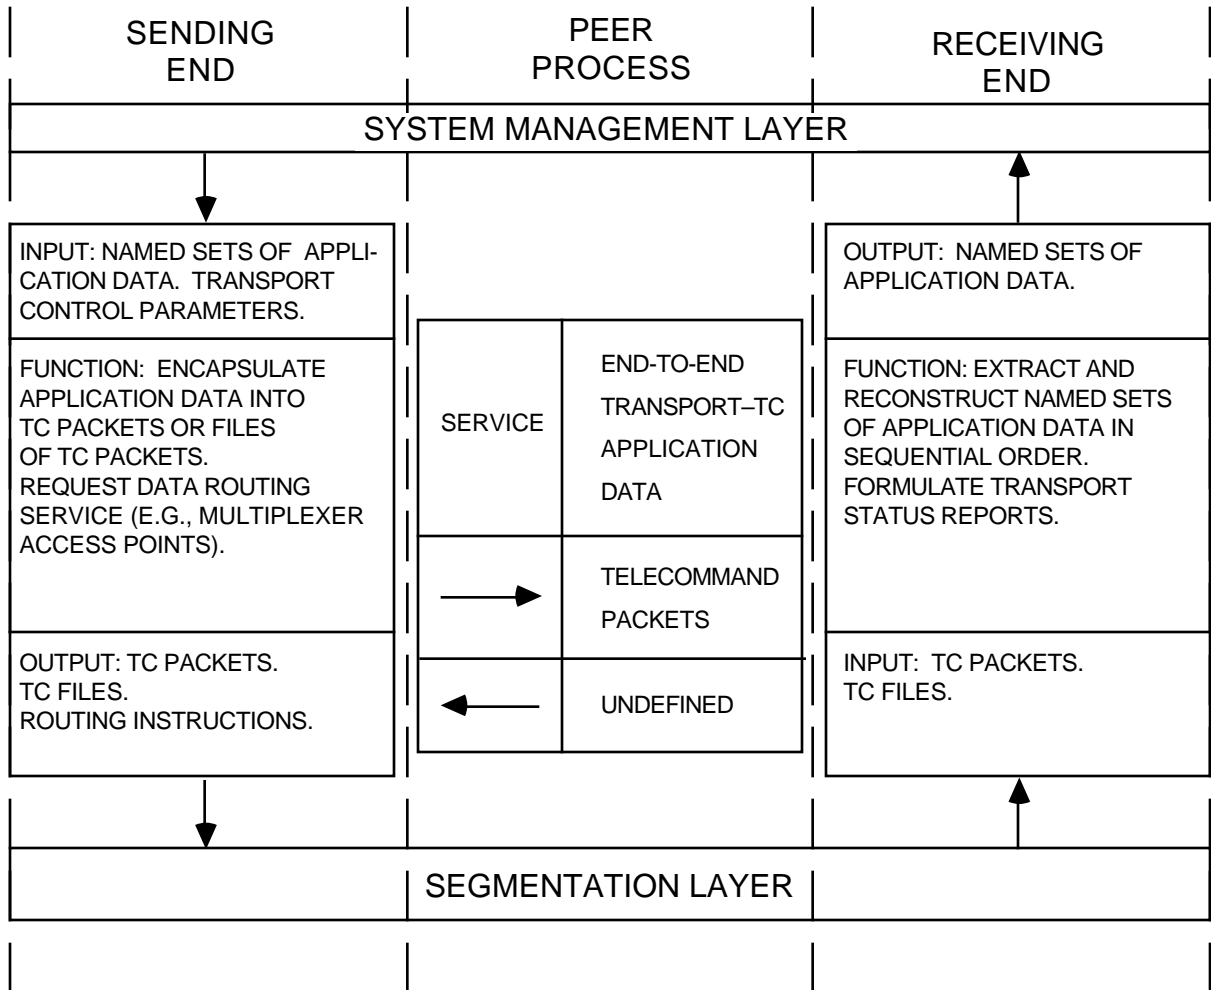 SENDING
END
PEER
PROCESS
RECEIVING
END
SYSTEM MANAGEMENT LAYER
INPUT: NAMED SETS OF APPLI-
CATION DATA. TRANSPORT
CONTROL PARAMETERS.
FUNCTION: ENCAPSULATE
APPLICATION DATA INTO
TC PACKETS OR FILES
OF TC PACKETS.
REQUEST DATA ROUTING
SERVICE (E.G., MULTIPLEXER
ACCESS POINTS).
OUTPUT: TC PACKETS.
TC FILES.
ROUTING INSTRUCTIONS.
SERVICE
END-TO-END
TRANSPORT–TC
APPLICATION
DATA
TELECOMMAND
PACKETS
UNDEFINED
OUTPUT: NAMED SETS OF
APPLICATION DATA.
FUNCTION: EXTRACT AND
RECONSTRUCT NAMED SETS
OF APPLICATION DATA IN
SEQUENTIAL ORDER.
FORMULATE TRANSPORT
STATUS REPORTS.
INPUT: TC PACKETS.
TC FILES.
SEGMENTATION LAYER